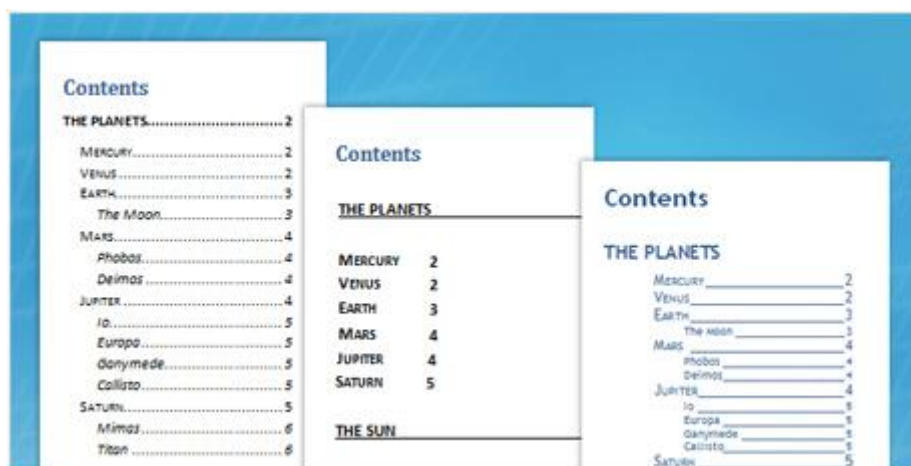 Contents
THE PLANETS..................................2
MERCURY......................................2
VENUS........................................2
EARTH........................................3
The Moon.....................................3
MARS.........................................4
Phobos.......................................4
Deimos.......................................4
JUPITER......................................4
Io...........................................5
Europa.......................................5
Ganymede.....................................5
Callisto.....................................5
SATURN.......................................5
Mimas........................................6
Titan........................................6
Contents
THE PLANETS
MERCURY 2
VENUS 2
EARTH 3
MARS 4
JUPITER 4
SATURN 5
THE SUN
Contents
THE PLANETS
MERCURY 2
VENUS 2
EARTH 3
The Moon 3
MARS 4
Phobos 4
Deimos 4
JUPITER 4
Io 5
Europa 5
Ganymede 5
Callisto 5
SATURN 5